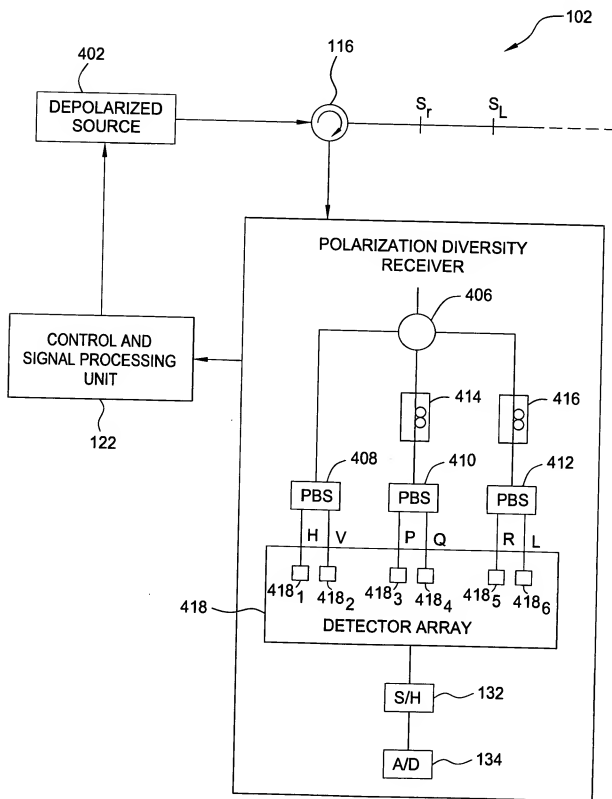 102
402
116
DEPOLARIZED
SOURCE
Sr
SL
POLARIZATION DIVERSITY
RECEIVER
406
CONTROL AND
SIGNAL PROCESSING
UNIT
122
414
416
408
410
412
PBS
PBS
PBS
H
V
P
Q
R
L
418
418₁
418₂
418₃
418₄
418₅
418₆
DETECTOR ARRAY
S/H
132
A/D
134